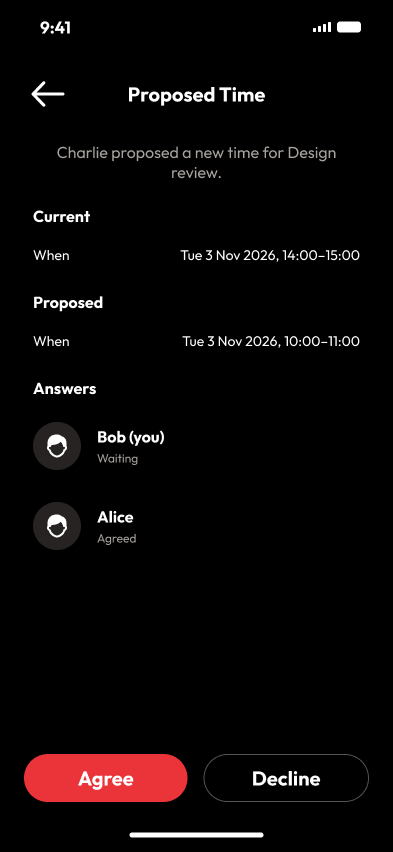 9:41
Proposed Time
Charlie proposed a new time for Design
review.
Current
When Tue 3 Nov 2026, 14:00–15:00
Proposed
When Tue 3 Nov 2026, 10:00–11:00
Answers
Bob (you)
Waiting
Alice
Agreed
Agree Decline